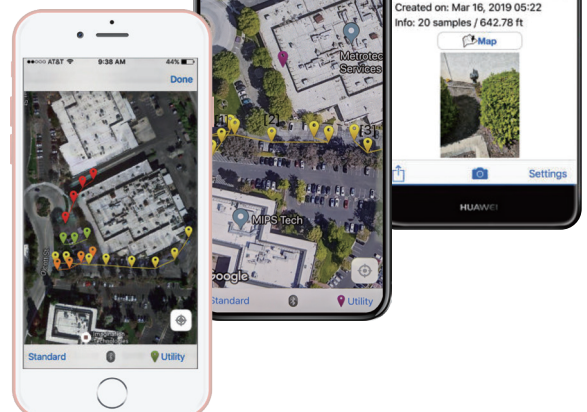 AT&T
9:38 AM
44%
Done
Standard
Utility
Metrotec
Services
[2]
[3]
MIPS Tech
Google
Standard
Utility
Created on: Mar 16, 2019 05:22
Info: 20 samples / 642.78 ft
Map
Settings
HUAWEI